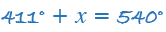 411° + x = 540°